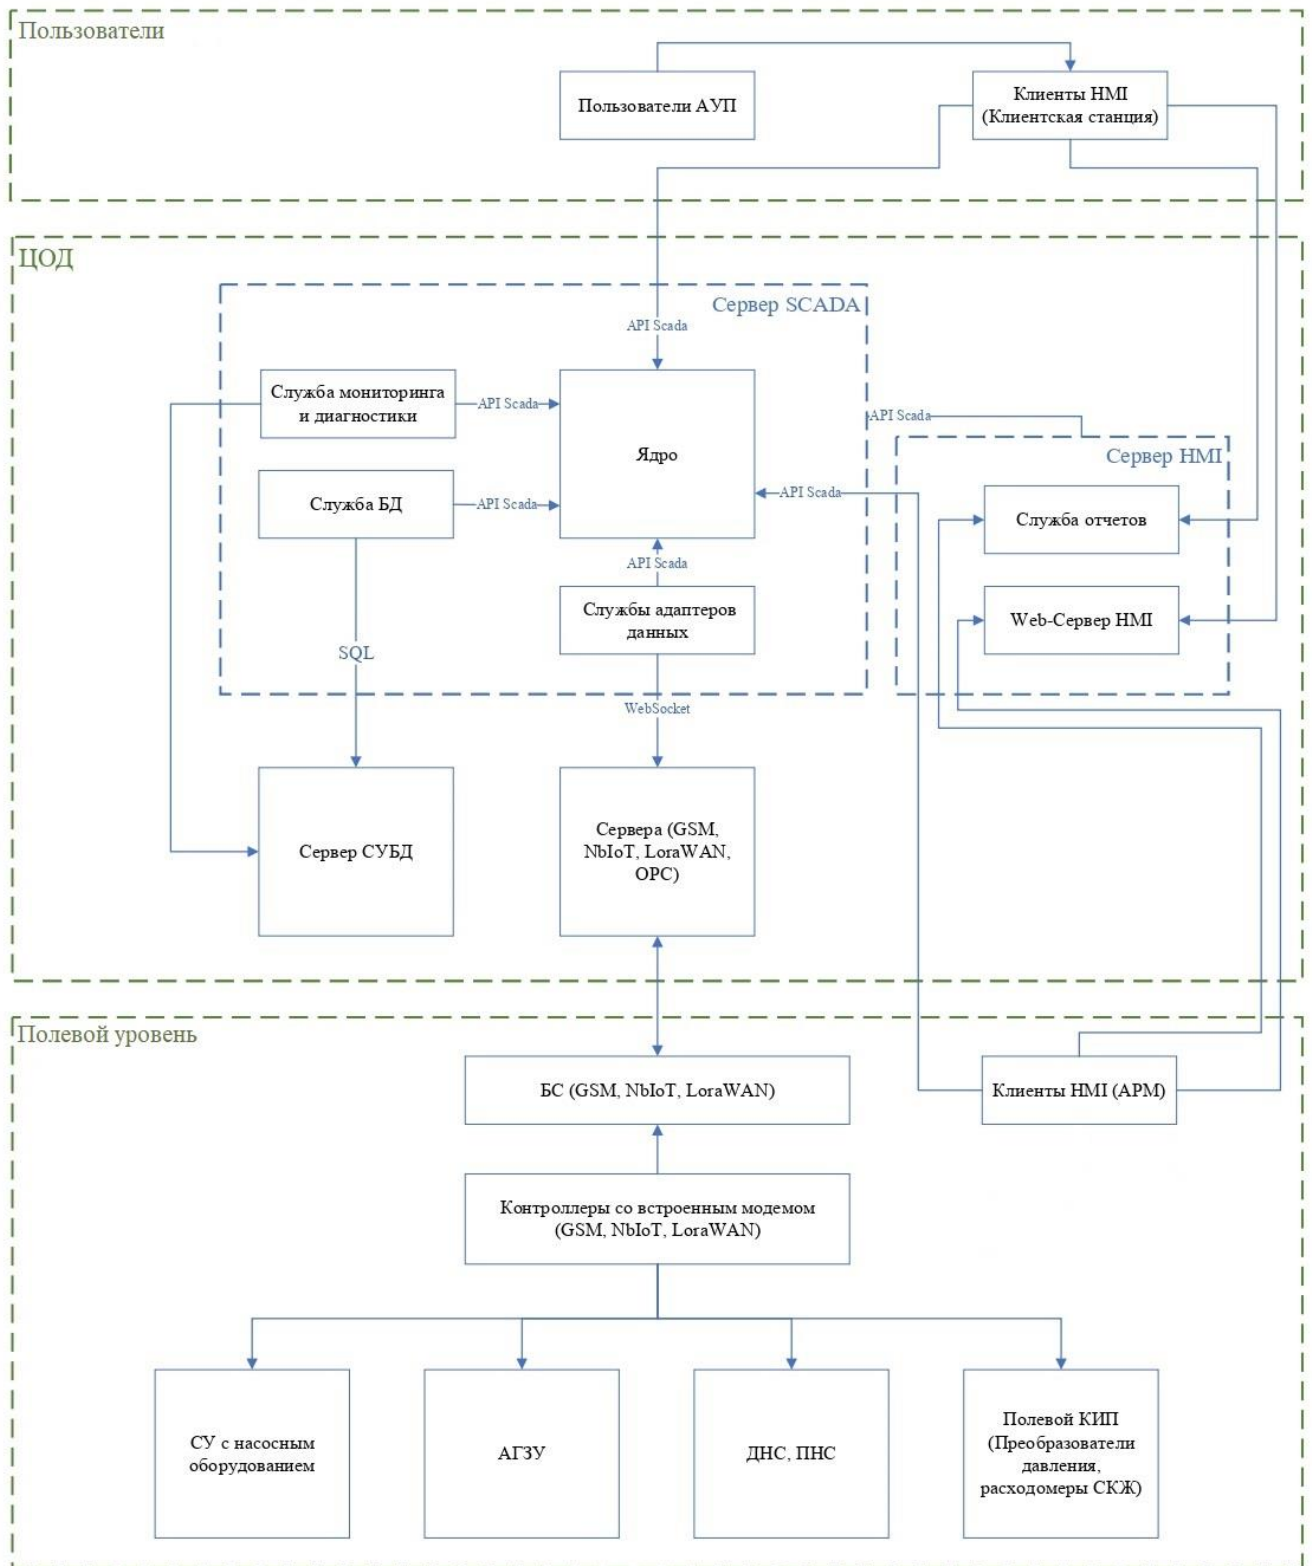 Пользователи
Пользователи АУП
Клиенты HMI
(Клиентская станция)
ЦОД
Сервер SCADA
API Scada
Служба мониторинга
и диагностики
API Scada
Ядро
API Scada
Сервер HMI
Служба БД
API Scada
API Scada
Служба отчетов
API Scada
Службы адаптеров
данных
Web-Сервер HMI
SQL
WebSocket
Сервер СУБД
Сервера (GSM,
NbIoT, LoraWAN,
OPC)
Полевой уровень
БС (GSM, NbIoT, LoraWAN)
Клиенты HMI (АРМ)
Контроллеры со встроенным модемом
(GSM, NbIoT, LoraWAN)
СУ с насосным
оборудованием
АГЗУ
ДНС, ПНС
Полевой КИП
(Преобразователи
давления,
расходомеры СКЖ)